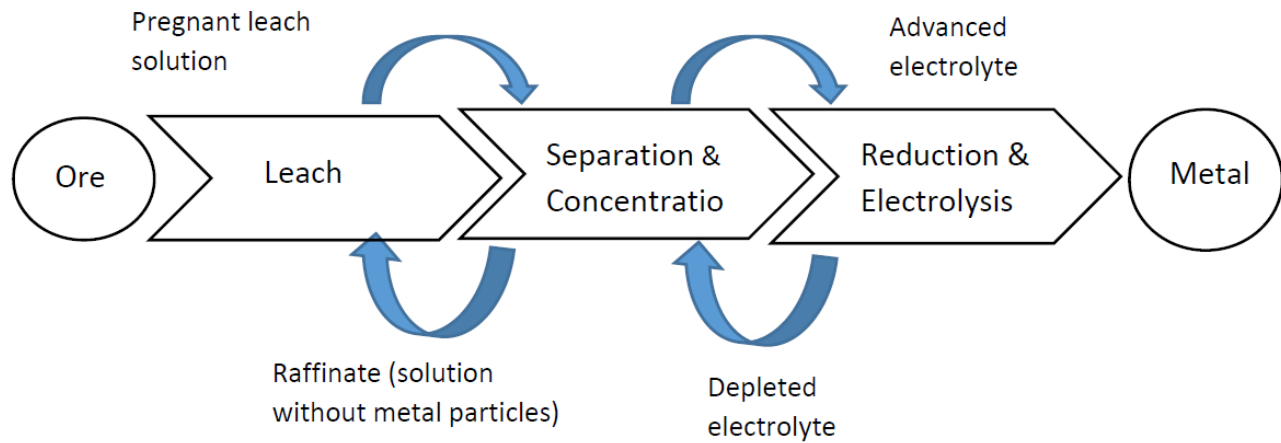 Pregnant leach
solution
Advanced
electrolyte
Ore
Leach
Separation &
Concentratio
Reduction &
Electrolysis
Metal
Raffinate (solution
without metal particles)
Depleted
electrolyte